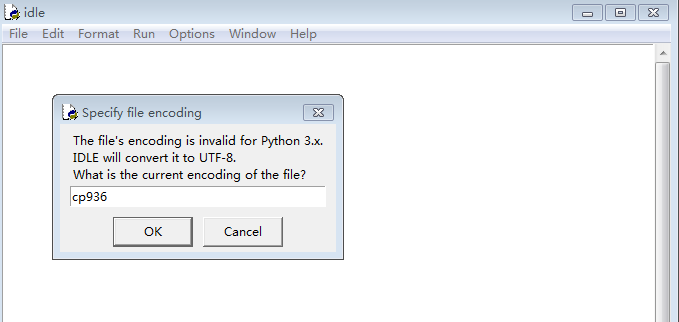 idle
File Edit Format Run Options Window Help
Specify file encoding
The file's encoding is invalid for Python 3.x.
IDLE will convert it to UTF-8.
What is the current encoding of the file?
cp936
OK Cancel